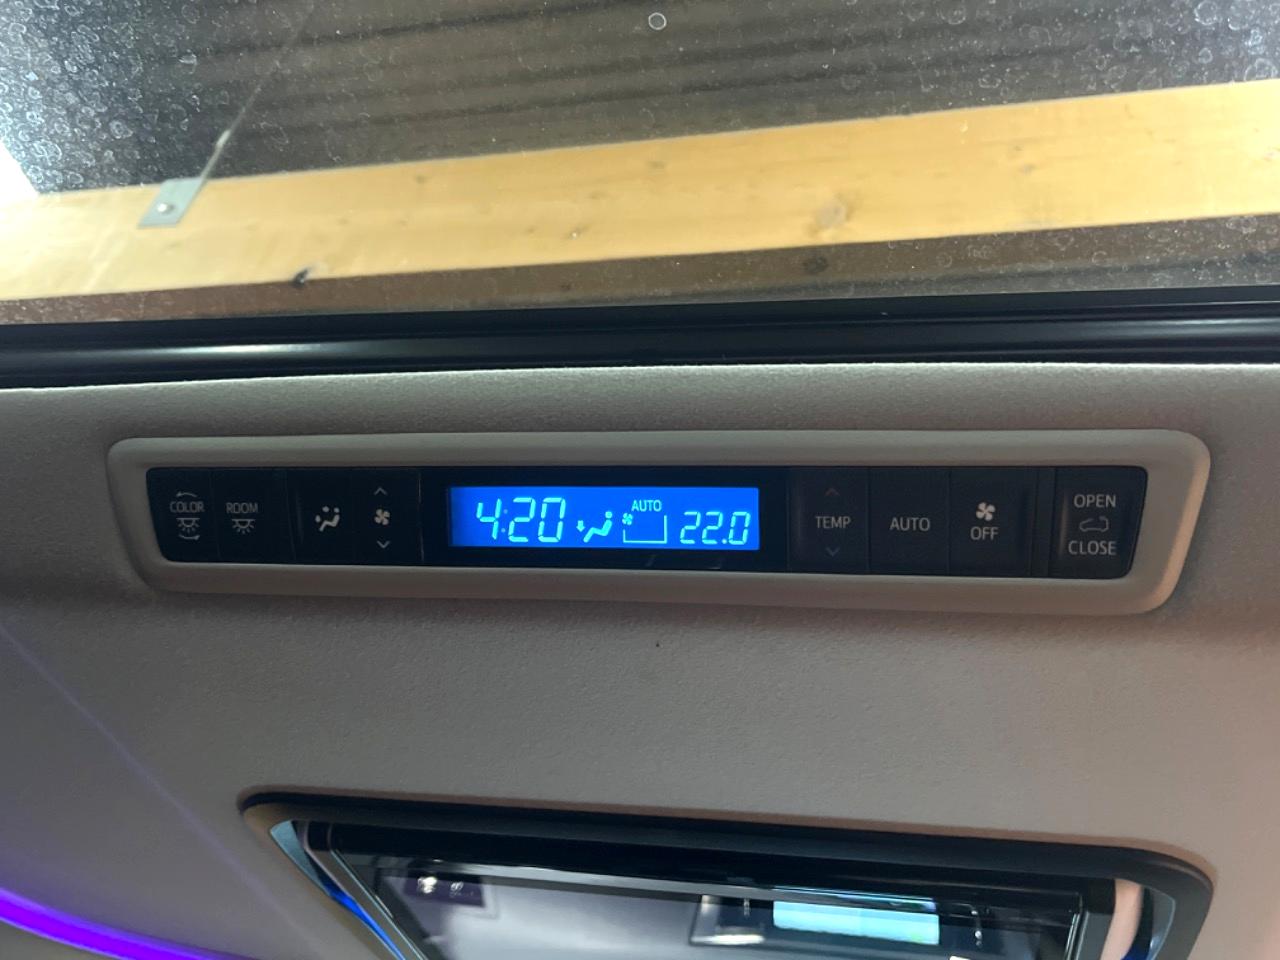 COLOR
ROOM
4:20
AUTO
22.0
TEMP
AUTO
OFF
OPEN
CLOSE